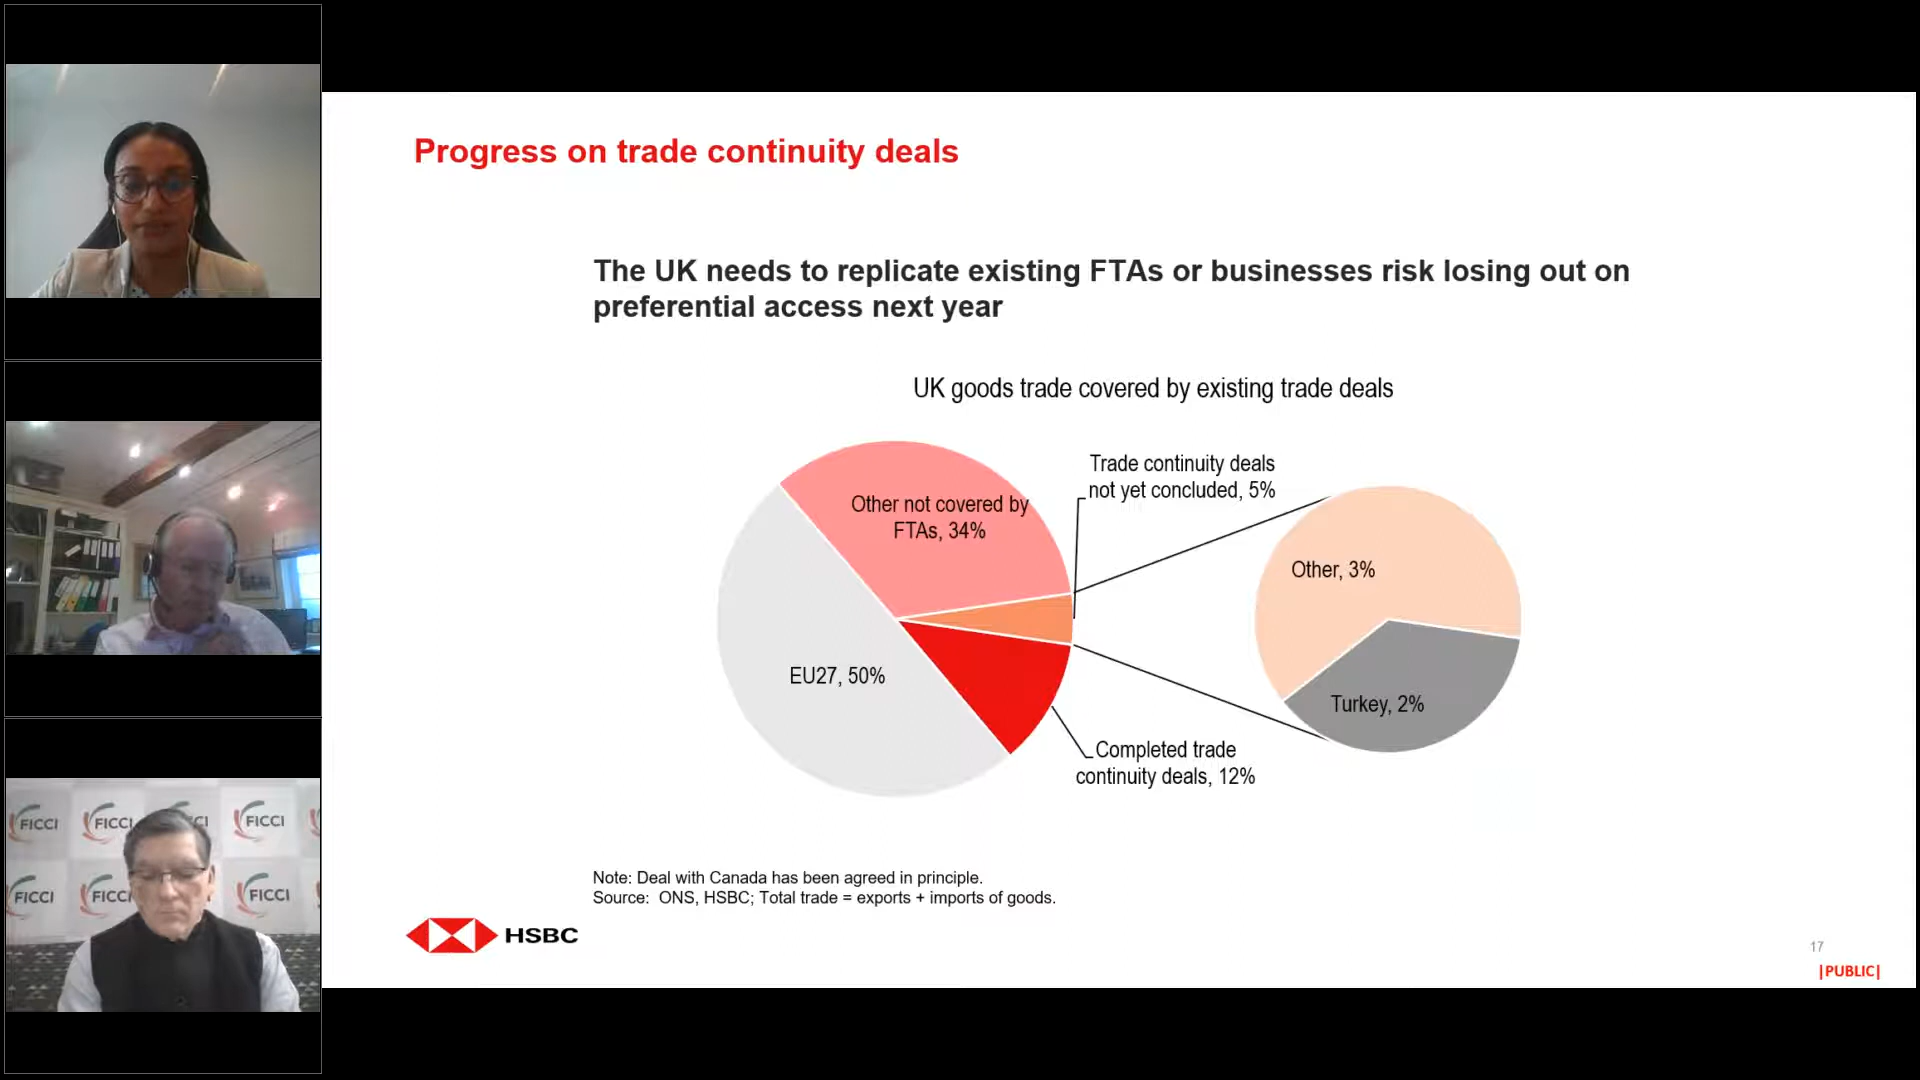 Progress on trade continuity deals
The UK needs to replicate existing FTAs or businesses risk losing out on
preferential access next year
UK goods trade covered by existing trade deals
Trade continuity deals
not yet concluded, 5%
Other not covered by
FTAs, 34%
Other, 3%
EU27, 50%
Turkey, 2%
Completed trade
continuity deals, 12%
Note: Deal with Canada has been agreed in principle.
Source: ONS, HSBC; Total trade = exports + imports of goods.
HSBC
17
|PUBLIC|
FICCI
FICCI
CI
FICCI
FICCI
FICCI
FICCI